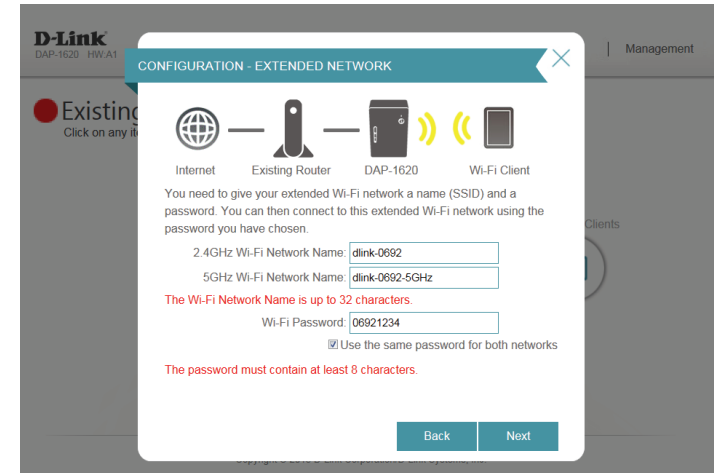 D-Link
DAP-1620 HW:A1
Management
CONFIGURATION - EXTENDED NETWORK
Existing
Click on any
Internet
Existing Router
DAP-1620
Wi-Fi Client
You need to give your extended Wi-Fi network a name (SSID) and a
password. You can then connect to this extended Wi-Fi network using the
password you have chosen.
Clients
2.4GHz Wi-Fi Network Name: dlink-0692
5GHz Wi-Fi Network Name: dlink-0692-5GHz
The Wi-Fi Network Name is up to 32 characters.
Wi-Fi Password: 06921234
Use the same password for both networks
The password must contain at least 8 characters.
Back
Next